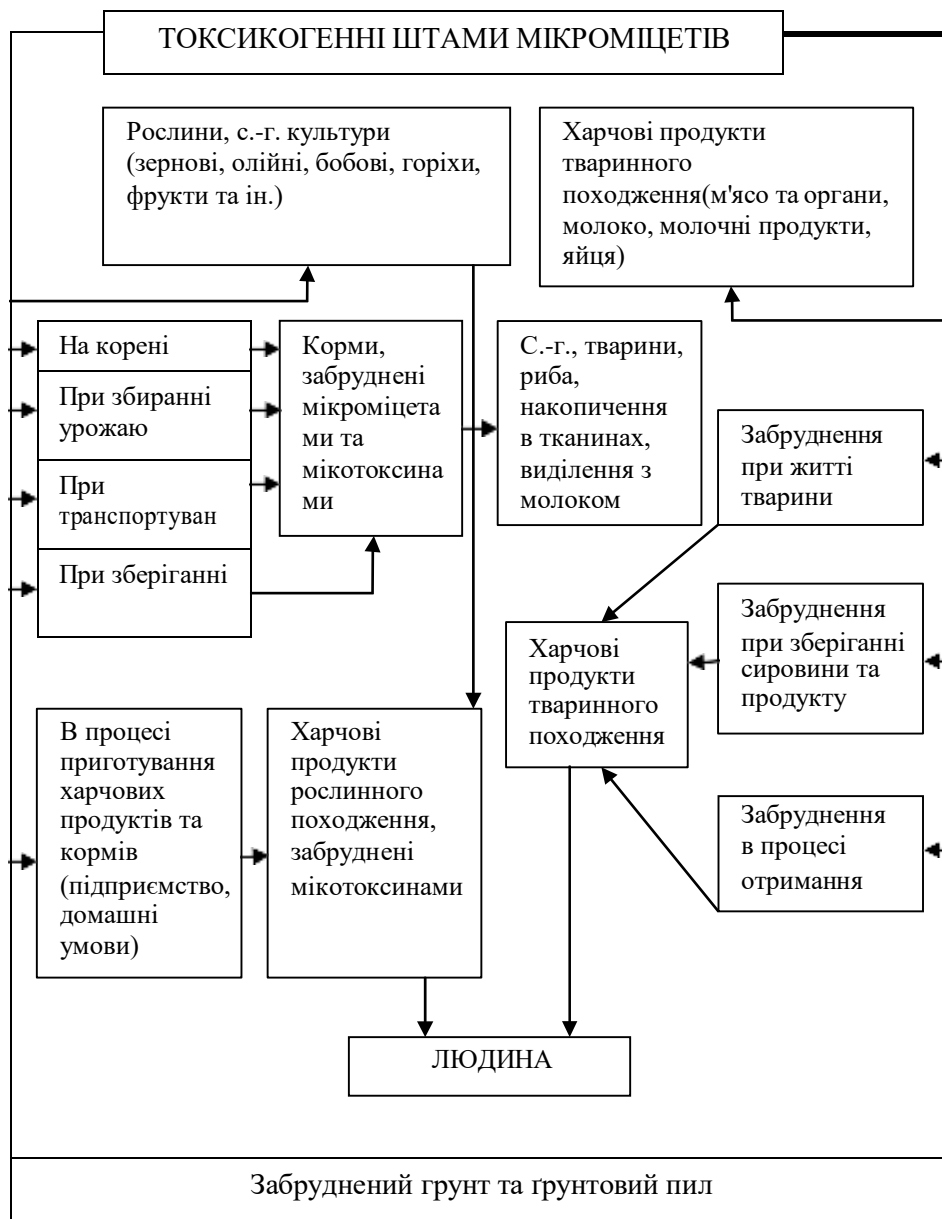 ТОКСИКОГЕННІ ШТАМИ МІКРОМІЦЕТІВ
Рослини, с.-г. культури
(зернові, олійні, бобові, горіхи,
фрукти та ін.)
Харчові продукти
тваринного
походження(м'ясо та органи,
молоко, молочні продукти,
яйця)
На корені
При збиранні
урожаю
При
транспортуван
При зберіганні
Корми,
забруднені
мікроміцета
ми та
мікотоксина
ми
С.-г., тварини,
риба,
накопичення
в тканинах,
виділення з
молоком
Забруднення
при житті
тварини
Забруднення
при зберіганні
сировини та
продукту
Забруднення
в процесі
отримання
Харчові
продукти
тваринного
походження
В процесі
приготування
харчових
продуктів та
кормів
(підприємство,
домашні
умови)
Харчові
продукти
рослинного
походження,
забруднені
мікотоксинами
ЛЮДИНА
Забруднений грунт та ґрунтовий пил